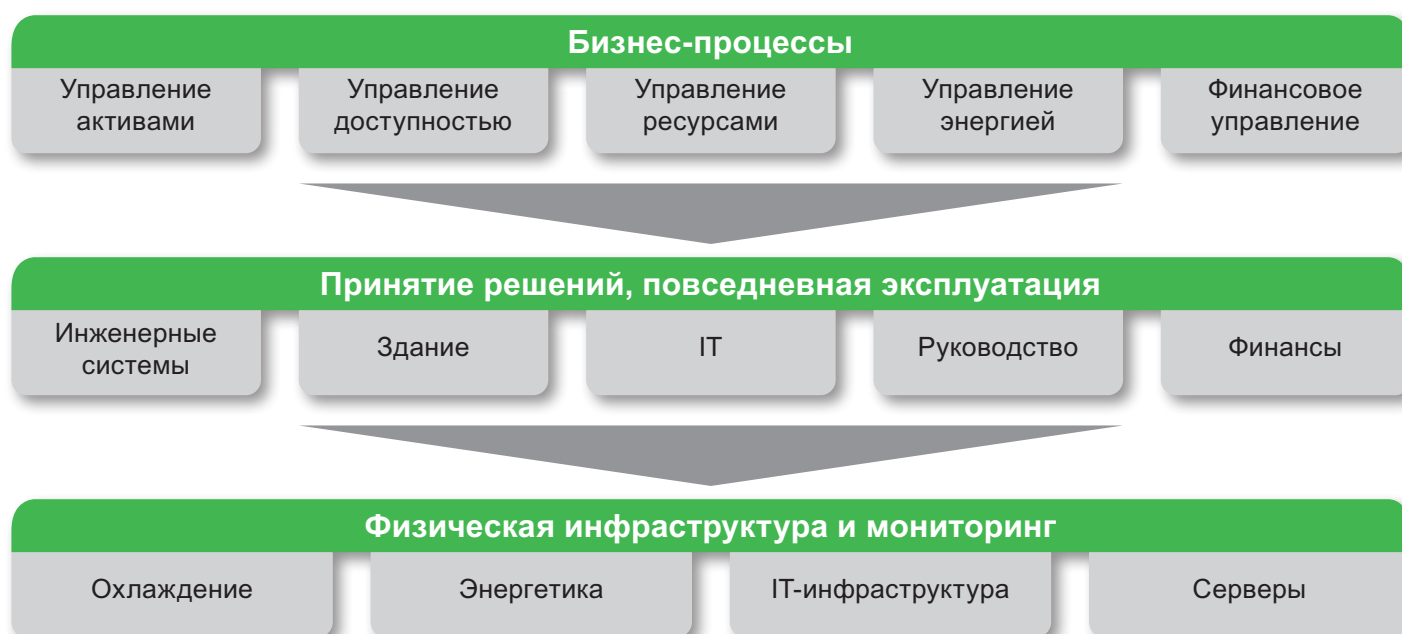 Бизнес-процессы
Управление
активами
Управление
доступностью
Управление
ресурсами
Управление
энергией
Финансовое
управление
Принятие решений, повседневная эксплуатация
Инженерные
системы
Здание
IT
Руководство
Финансы
Физическая инфраструктура и мониторинг
Охлаждение
Энергетика
IT-инфраструктура
Серверы